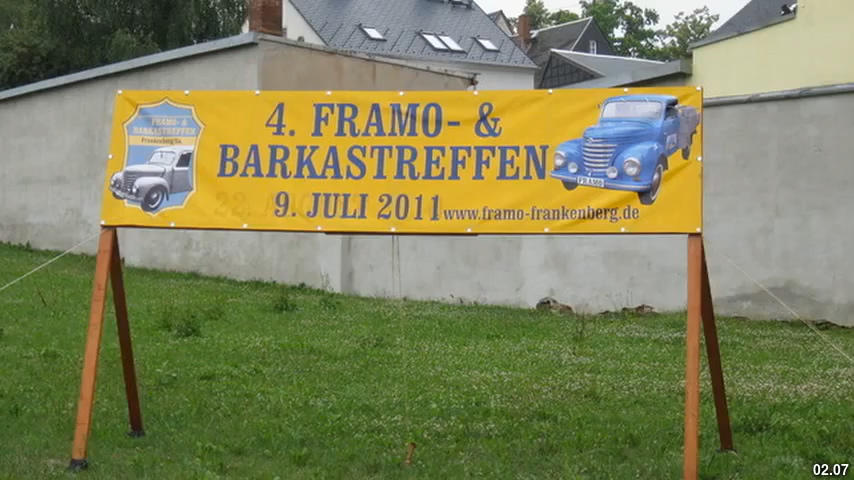 FRAMO- &
BARKASTREFFEN
Frankenberg/Sa.
4. FRAMO- &
BARKASTREFFEN
9. JULI 2011 www.framo-frankenberg.de
FRAMO
02.07